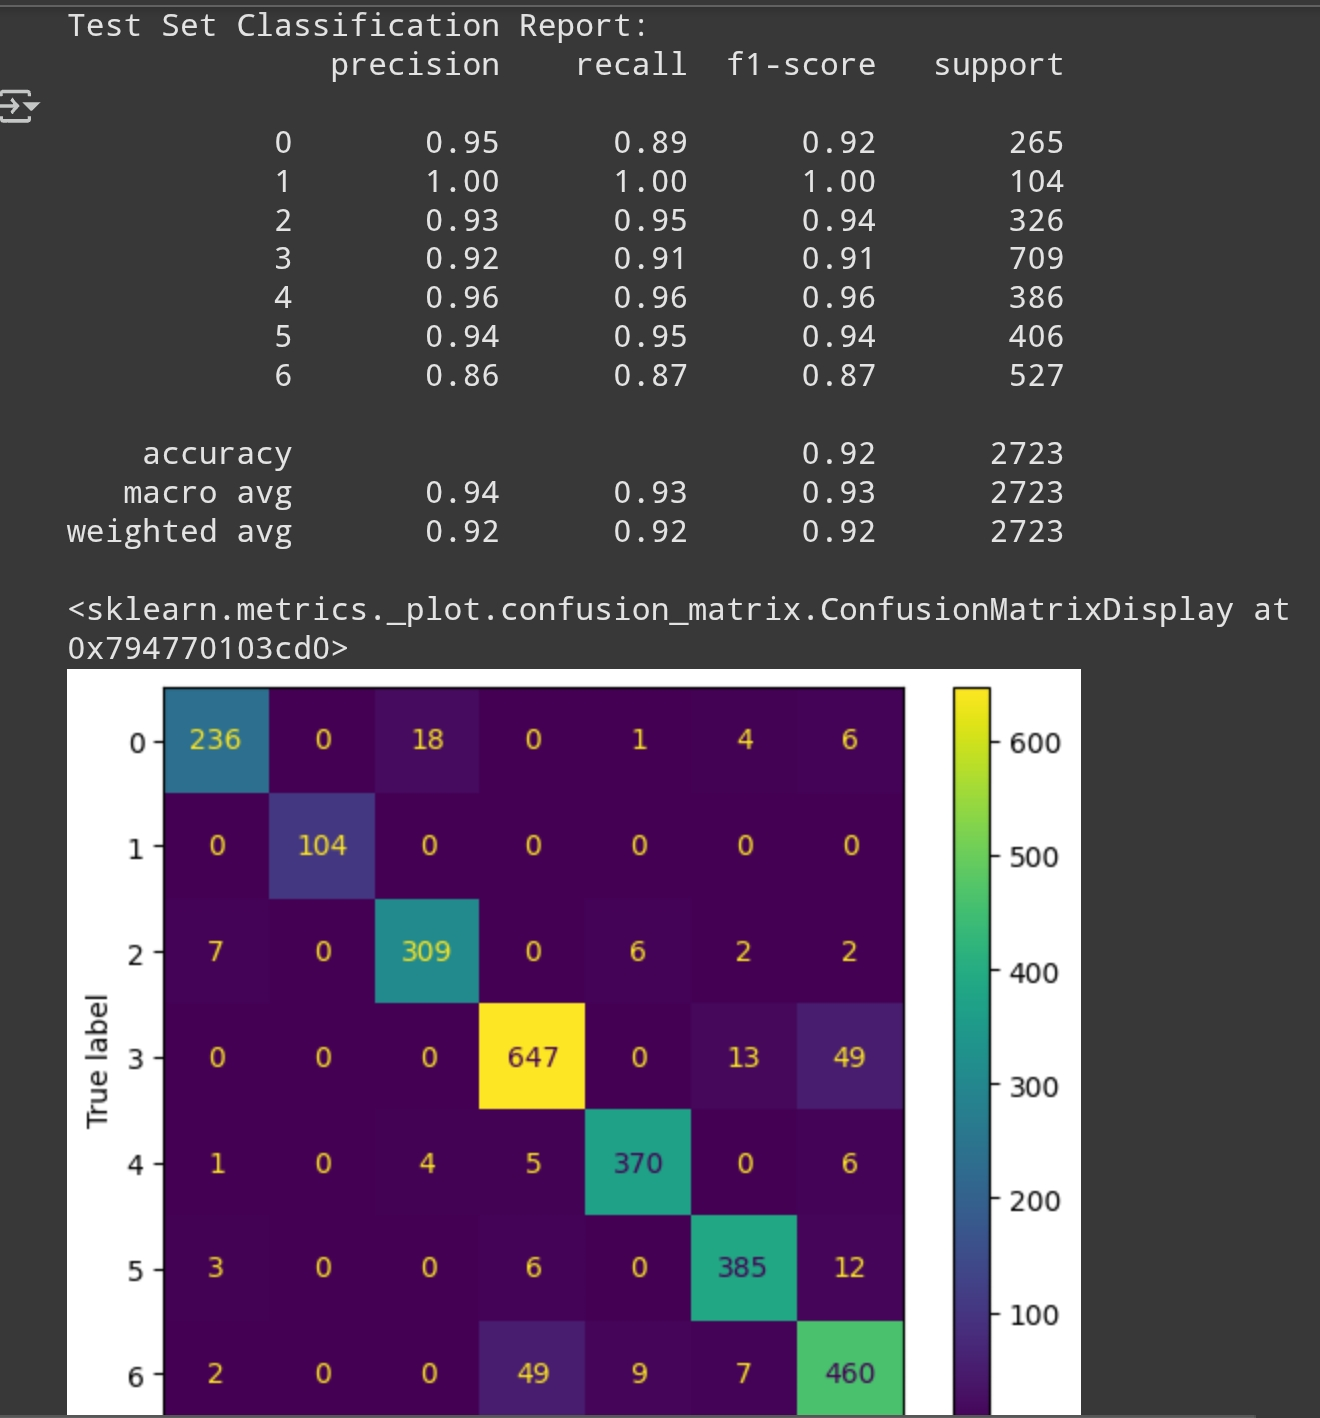 Test Set Classification Report:
precision recall f1-score support
0 0.95 0.89 0.92 265
1 1.00 1.00 1.00 104
2 0.93 0.95 0.94 326
3 0.92 0.91 0.91 709
4 0.96 0.96 0.96 386
5 0.94 0.95 0.94 406
6 0.86 0.87 0.87 527
accuracy 0.92 2723
macro avg 0.94 0.93 0.93 2723
weighted avg 0.92 0.92 0.92 2723
<sklearn.metrics._plot.confusion_matrix.ConfusionMatrixDisplay at
0x794770103cd0>
0 236 0 18 0 1 4 6
1 0 104 0 0 0 0 0
2 7 0 309 0 6 2 2
3 0 0 0 647 0 13 49
4 1 0 4 5 370 0 6
5 3 0 0 6 0 385 12
6 2 0 0 49 9 7 460
True label
600
500
400
300
200
100